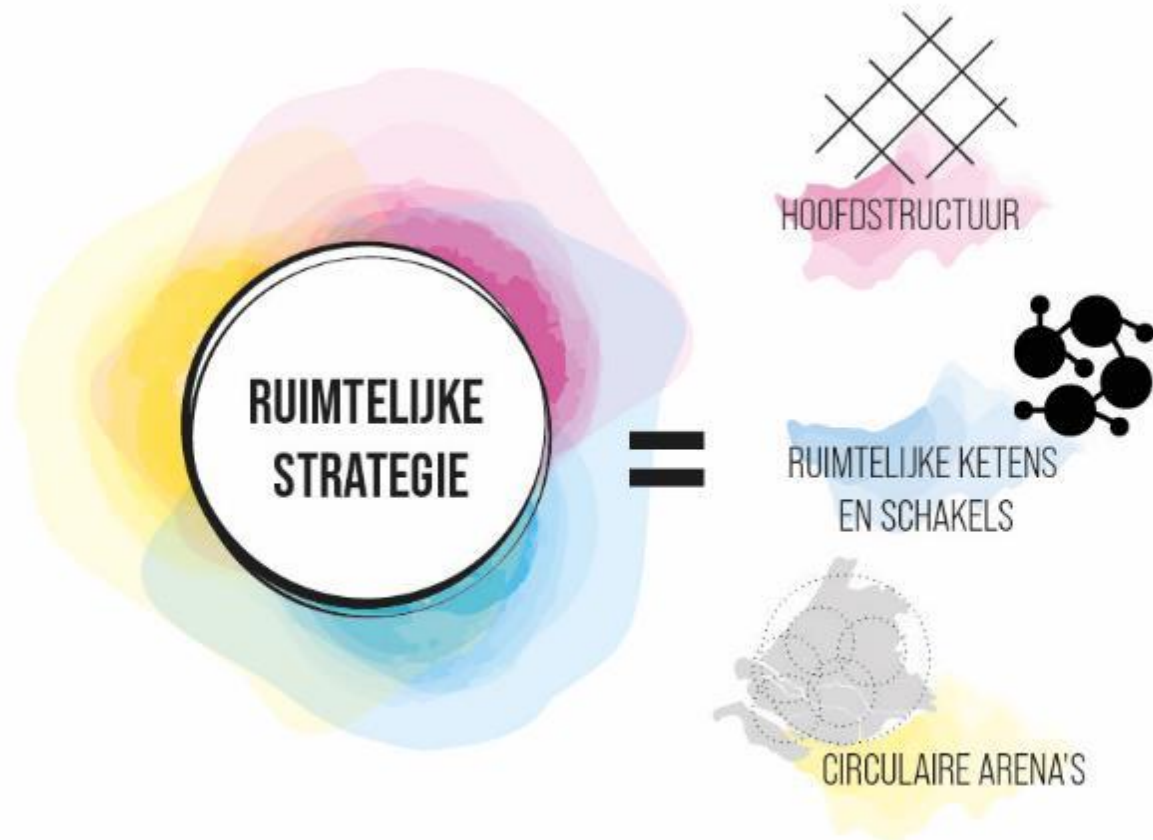 RUIMTELIJKE
STRATEGIE
=
HOOFDSTRUCTUUR
RUIMTELIJKE KETENS
EN SCHAKELS
CIRCULAIRE ARENA'S